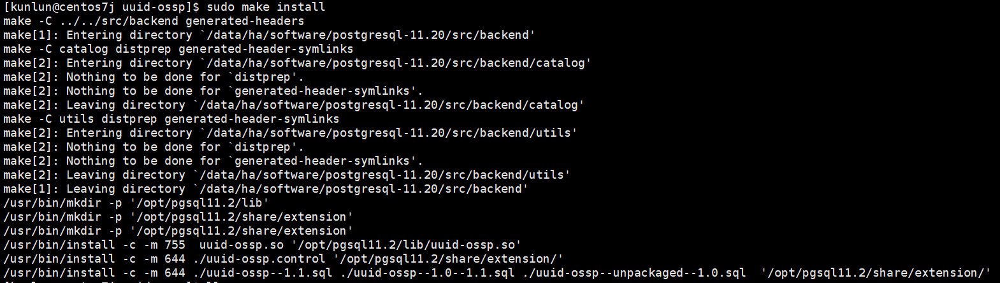 [kunlun@centos7j uuid-ossp]$ sudo make install
make -C ../../src/backend generated-headers
make[1]: Entering directory `/data/ha/software/postgresql-11.20/src/backend'
make -C catalog distprep generated-header-symlinks
make[2]: Entering directory `/data/ha/software/postgresql-11.20/src/backend/catalog'
make[2]: Nothing to be done for `distprep'.
make[2]: Nothing to be done for `generated-header-symlinks'.
make[2]: Leaving directory `/data/ha/software/postgresql-11.20/src/backend/catalog'
make -C utils distprep generated-header-symlinks
make[2]: Entering directory `/data/ha/software/postgresql-11.20/src/backend/utils'
make[2]: Nothing to be done for `distprep'.
make[2]: Nothing to be done for `generated-header-symlinks'.
make[2]: Leaving directory `/data/ha/software/postgresql-11.20/src/backend/utils'
make[1]: Leaving directory `/data/ha/software/postgresql-11.20/src/backend'
/usr/bin/mkdir -p '/opt/pgsql11.2/lib'
/usr/bin/mkdir -p '/opt/pgsql11.2/share/extension'
/usr/bin/mkdir -p '/opt/pgsql11.2/share/extension'
/usr/bin/install -c -m 755  uuid-ossp.so '/opt/pgsql11.2/lib/uuid-ossp.so'
/usr/bin/install -c -m 644 ./uuid-ossp.control '/opt/pgsql11.2/share/extension/'
/usr/bin/install -c -m 644 ./uuid-ossp--1.1.sql ./uuid-ossp--1.0--1.1.sql ./uuid-ossp--unpackaged--1.0.sql  '/opt/pgsql11.2/share/extension/'